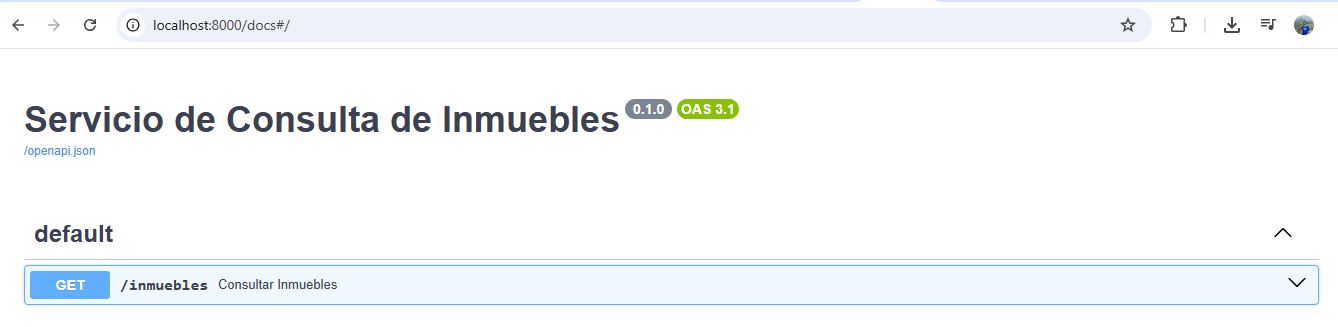 localhost:8000/docs#/
Servicio de Consulta de Inmuebles 0.1.0 OAS 3.1
/openapi.json
default
GET /inmuebles Consultar Inmuebles